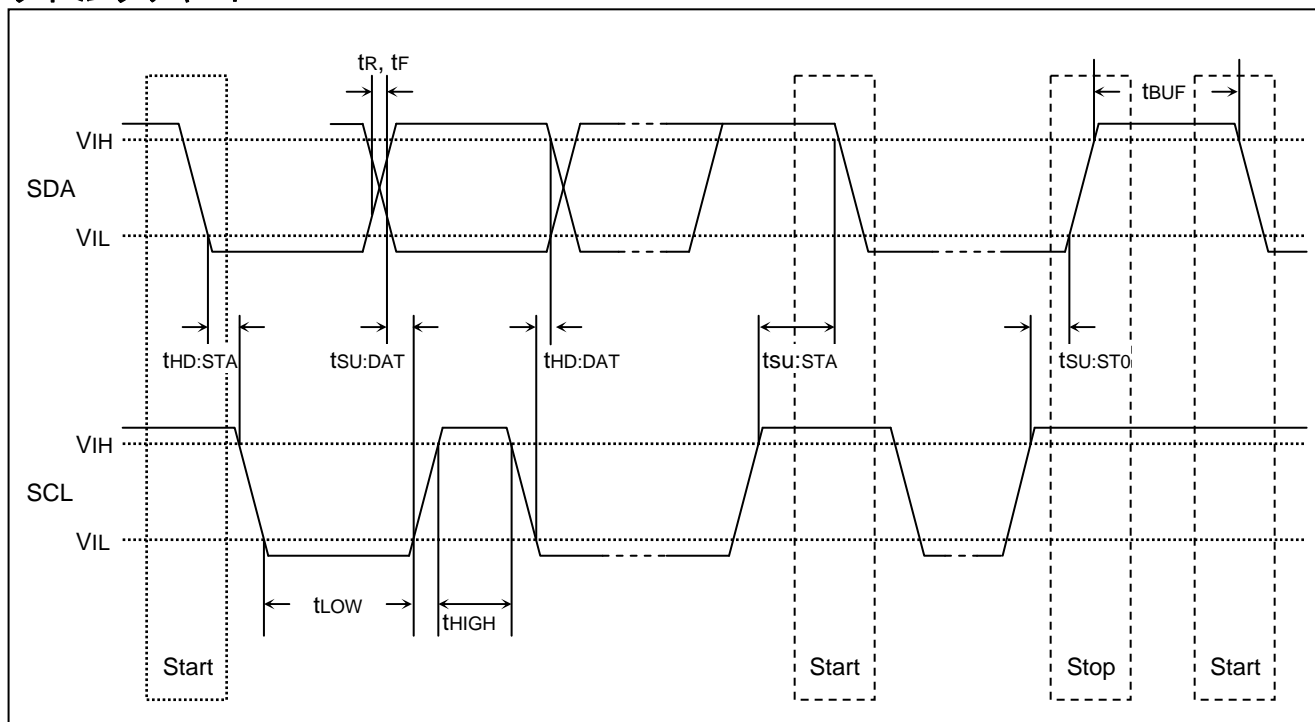 tR, tF
tBUF
VIH
SDA
VIL
tHD:STA
tSU:DAT
tHD:DAT
tsu:STA
tSU:ST0
VIH
SCL
VIL
tLOW
tHIGH
Start
Start
Stop
Start